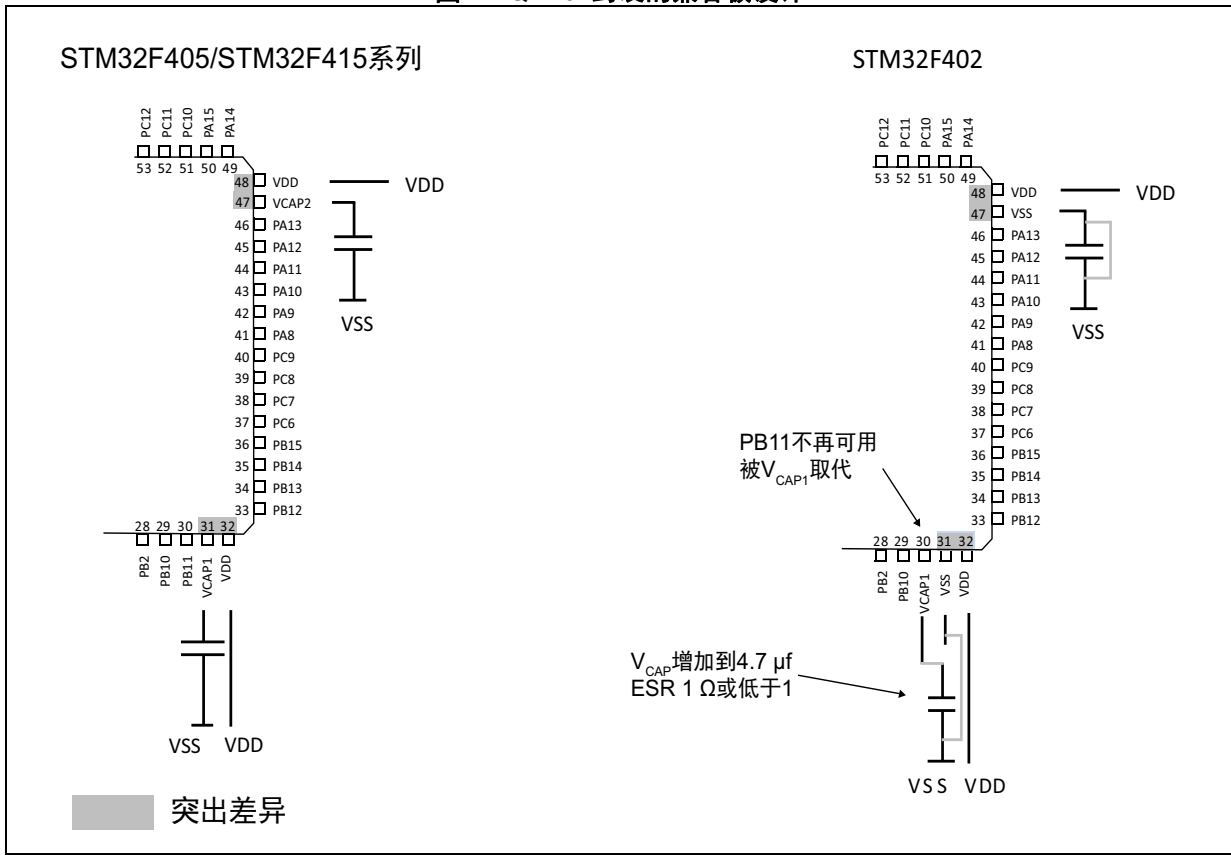 STM32F405/STM32F415系列
PC12
PC11
PC10
PA15
PA14
53 52 51 50 49
48 VDD
VDD
47 VCAP2
46 PA13
45 PA12
44 PA11
43 PA10
42 PA9
41 PA8
40 PC9
39 PC8
38 PC7
37 PC6
36 PB15
35 PB14
34 PB13
33 PB12
VSS
28 29 30 31 32
PB2
PB10
PB11
VCAP1
VDD
VSS VDD
突出差异
STM32F402
PC12
PC11
PC10
PA15
PA14
53 52 51 50 49
48 VDD
VDD
47 VSS
46 PA13
45 PA12
44 PA11
43 PA10
42 PA9
41 PA8
40 PC9
39 PC8
38 PC7
37 PC6
36 PB15
35 PB14
34 PB13
33 PB12
VSS
PB11不再可用
被VCAP1取代
28 29 30 31 32
PB2
PB10
VCAP1
VSS
VDD
VCAP增加到4.7 µf
ESR 1 Ω或低于1
VSS VDD